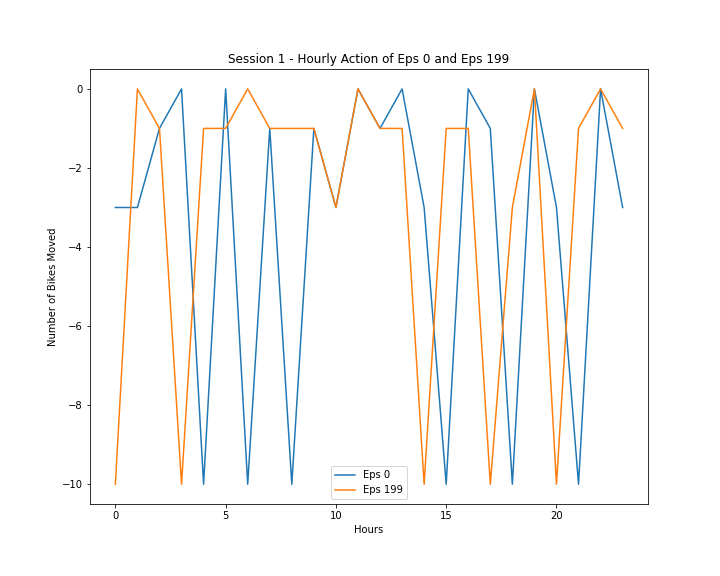 Session 1 - Hourly Action of Eps 0 and Eps 199
0
−2
−4
−6
−8
−10
Number of Bikes Moved
Eps 0
Eps 199
0 5 10 15 20
Hours